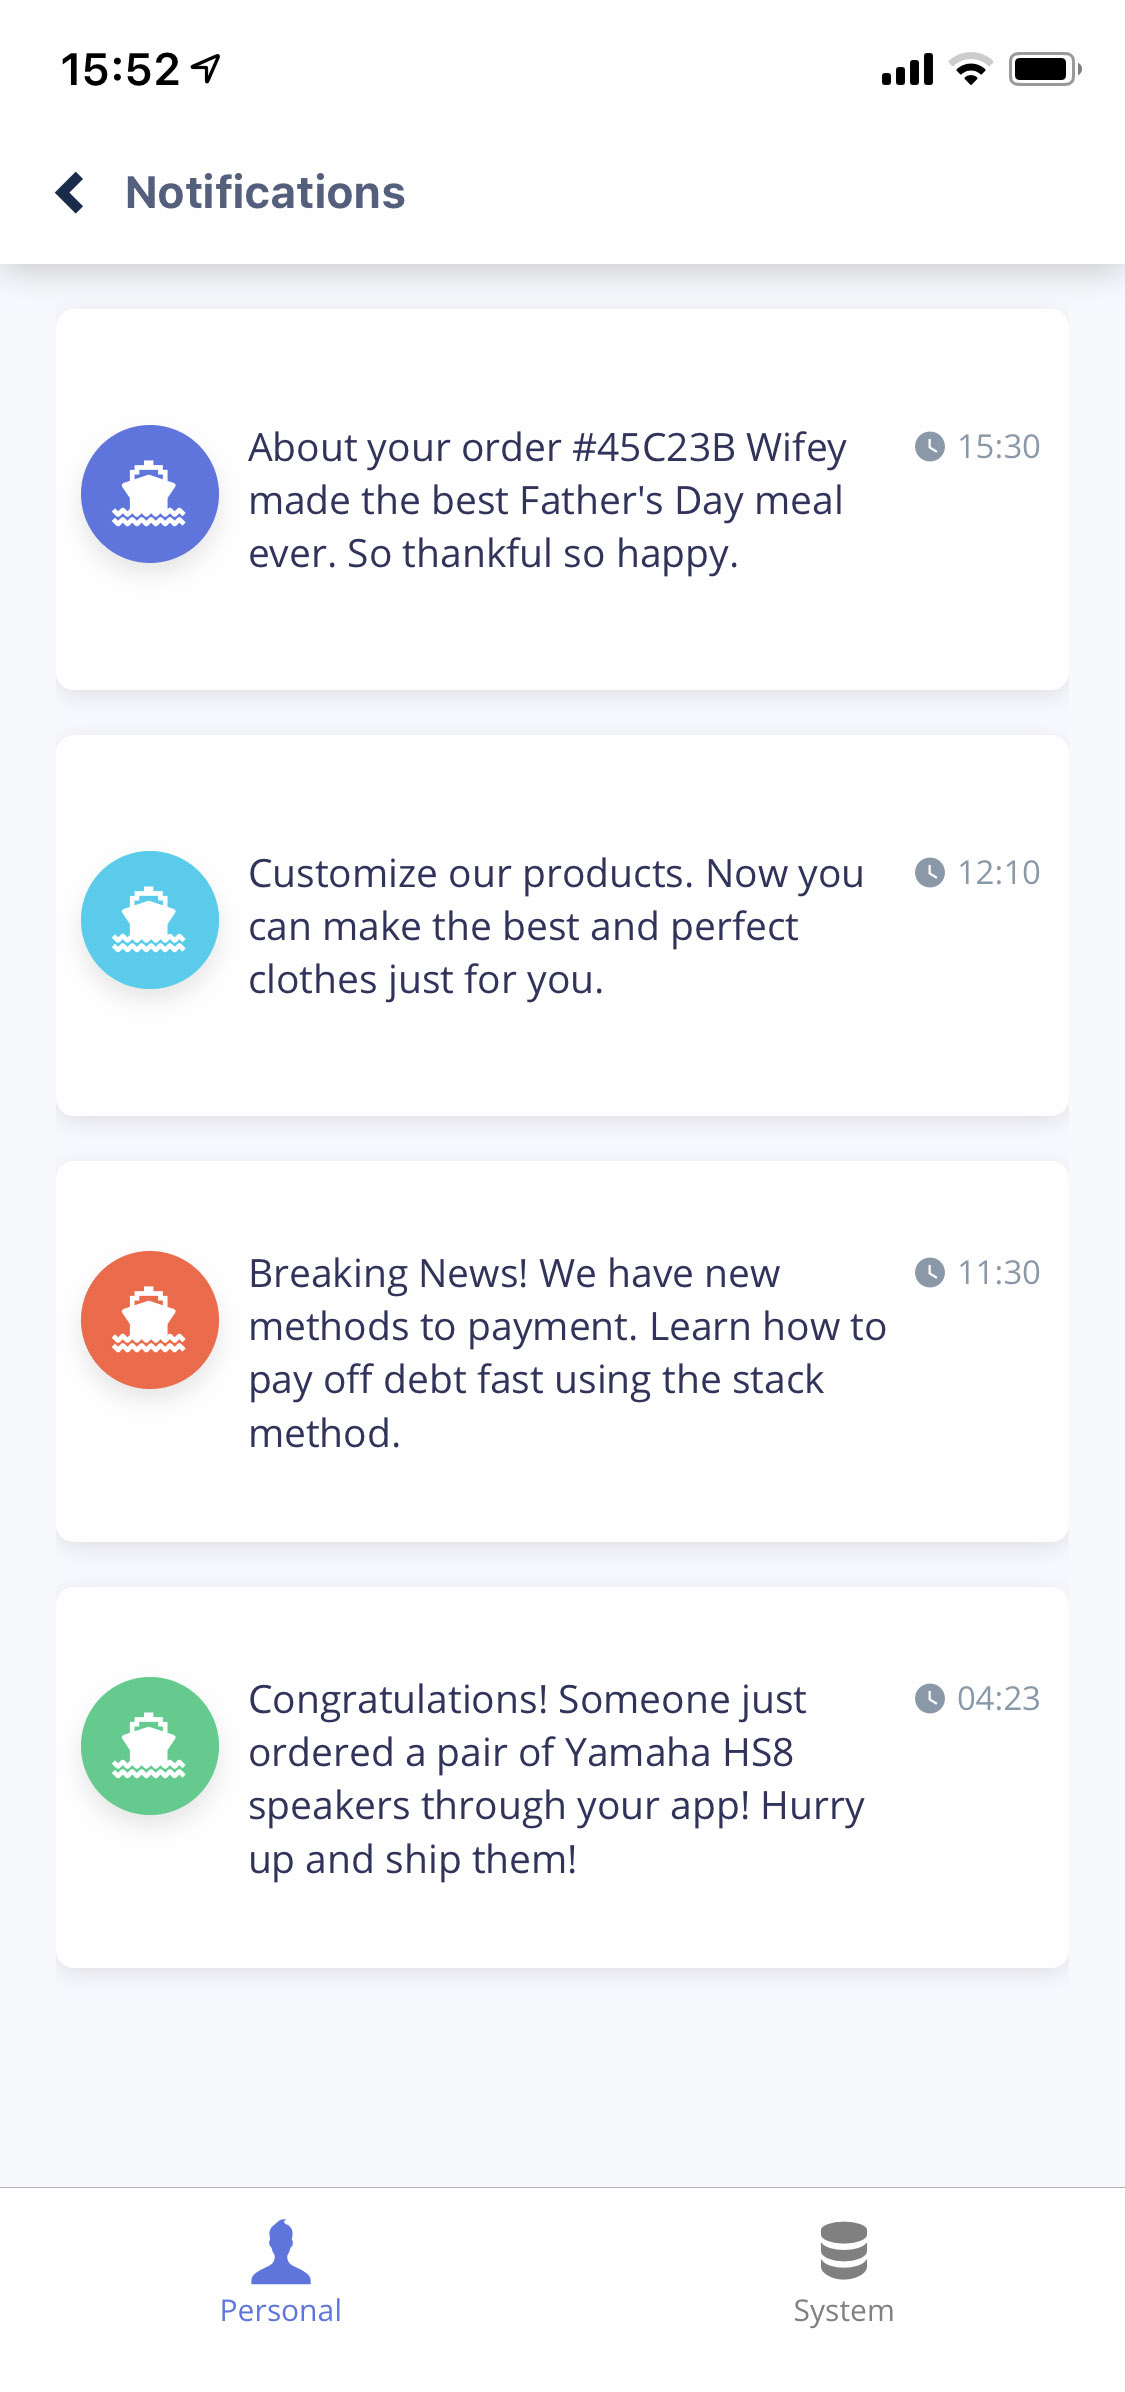 15:52
Notifications
About your order #45C23B Wifey
made the best Father's Day meal
ever. So thankful so happy.
15:30
Customize our products. Now you
can make the best and perfect
clothes just for you.
12:10
Breaking News! We have new
methods to payment. Learn how to
pay off debt fast using the stack
method.
11:30
Congratulations! Someone just
ordered a pair of Yamaha HS8
speakers through your app! Hurry
up and ship them!
04:23
Personal
System